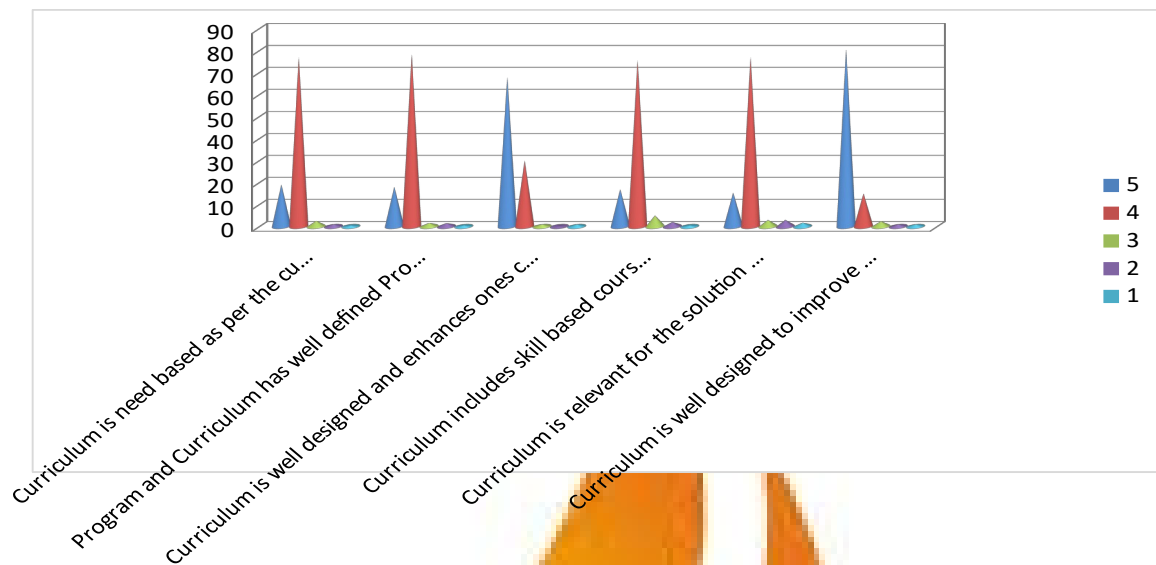 90
80
70
60
50
40
30
20
10
0
Curriculum is need based as per the cu...
Program and Curriculum has well defined Pro...
Curriculum is well designed and enhances ones c...
Curriculum includes skill based cours...
Curriculum is relevant for the solution ...
Curriculum is well designed to improve ...
5
4
3
2
1